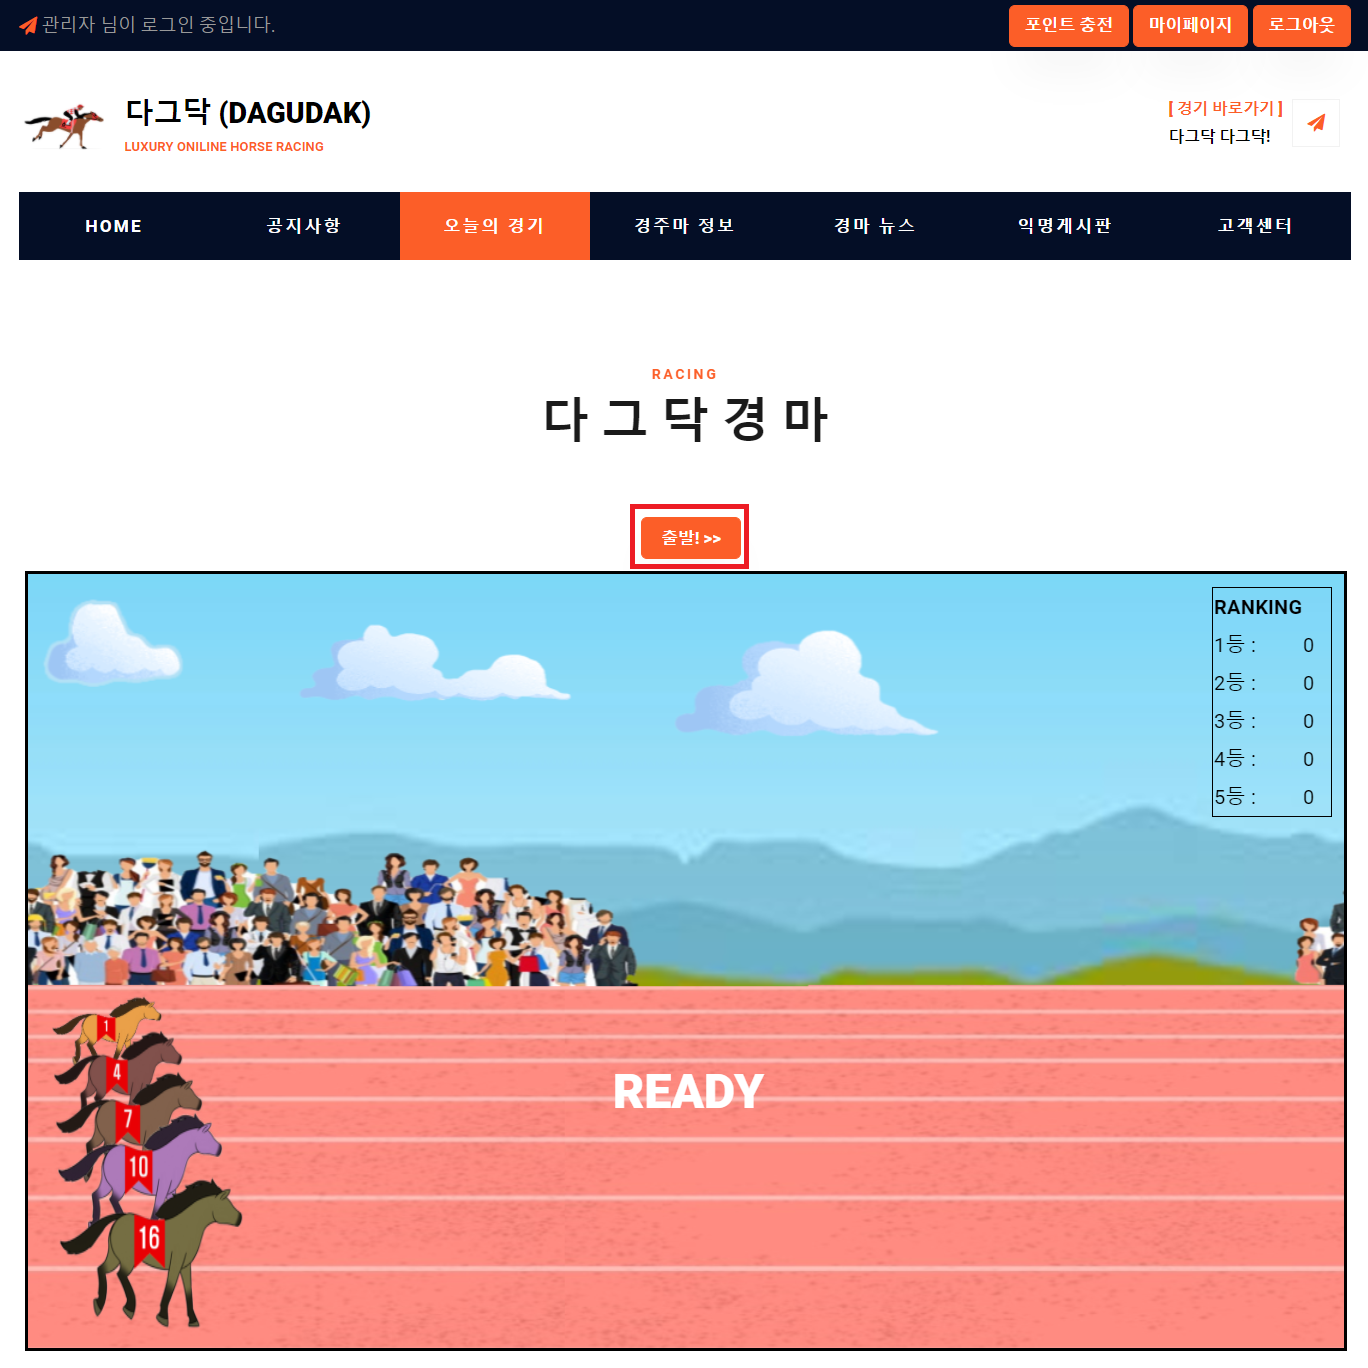 관리자 님이 로그인 중입니다.
포인트 충전 마이페이지 로그아웃
다그닥 (DAGUDAK)
LUXURY ONILINE HORSE RACING
[ 경기 바로가기 ]
다그닥 다그닥!
HOME 공지사항 오늘의 경기 경주마 정보 경마 뉴스 익명게시판 고객센터
RACING
다 그 닥 경 마
출발! >>
RANKING
1등 : 0
2등 : 0
3등 : 0
4등 : 0
5등 : 0
1
4
READY
7
10
16